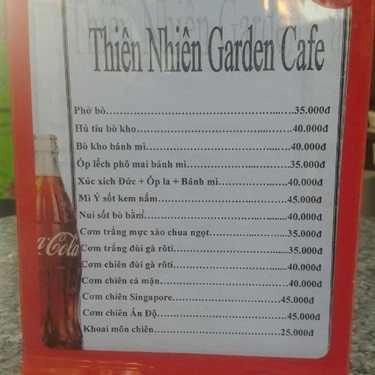 Thiên Nhiên Garden Cafe
Phở bò.....................................................35.000đ
Hủ tíu bò kho............................................40.000đ
Bò kho bánh mì..........................................40.000đ
Ốp lếch phô mai bánh mì...........................35.000đ
Xúc xích Đức + Ốp la + Bánh mì................40.000đ
Mì Ý sốt kem nấm......................................45.000đ
Nui sốt bò bằm..........................................40.000đ
Cơm trắng mực xào chua ngọt....................35.000đ
Cơm trắng đùi gà rôti.................................35.000đ
Cơm chiên đùi gà rôti.................................40.000đ
Cơm chiên cá mặn......................................40.000đ
Cơm chiên Singapore..................................45.000đ
Cơm chiên Ấn Độ........................................45.000đ
Khoai môn chiên.........................................25.000đ
Cola